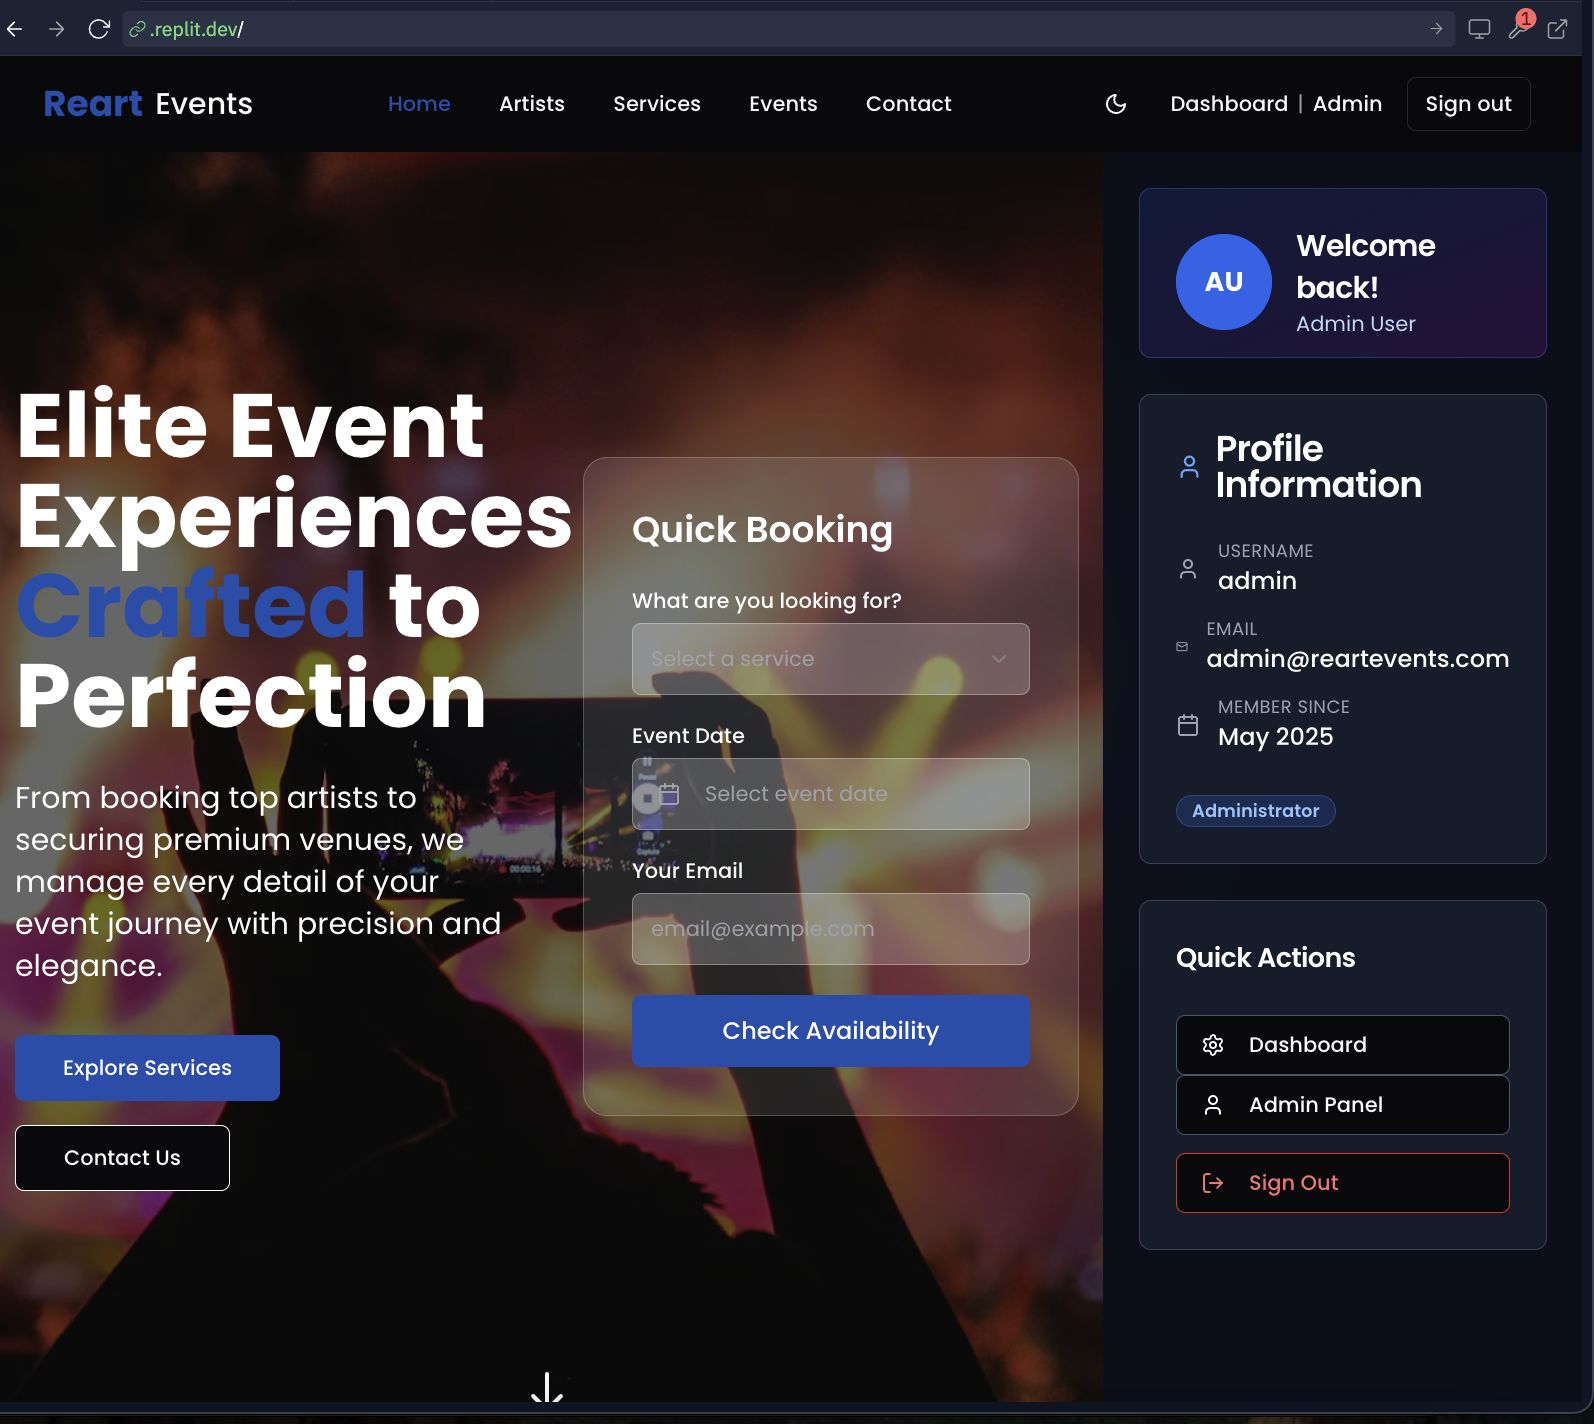 .replit.dev/
1
Reart Events
Home
Artists
Services
Events
Contact
Dashboard | Admin
Sign out
Elite Event
Experiences
Crafted to
Perfection
From booking top artists to
securing premium venues, we
manage every detail of your
event journey with precision and
elegance.
Explore Services
Contact Us
Quick Booking
What are you looking for?
Select a service
Event Date
Select event date
Your Email
email@example.com
Check Availability
00:00:16
AU
Welcome
back!
Admin User
Profile
Information
USERNAME
admin
EMAIL
admin@reartevents.com
MEMBER SINCE
May 2025
Administrator
Quick Actions
Dashboard
Admin Panel
Sign Out